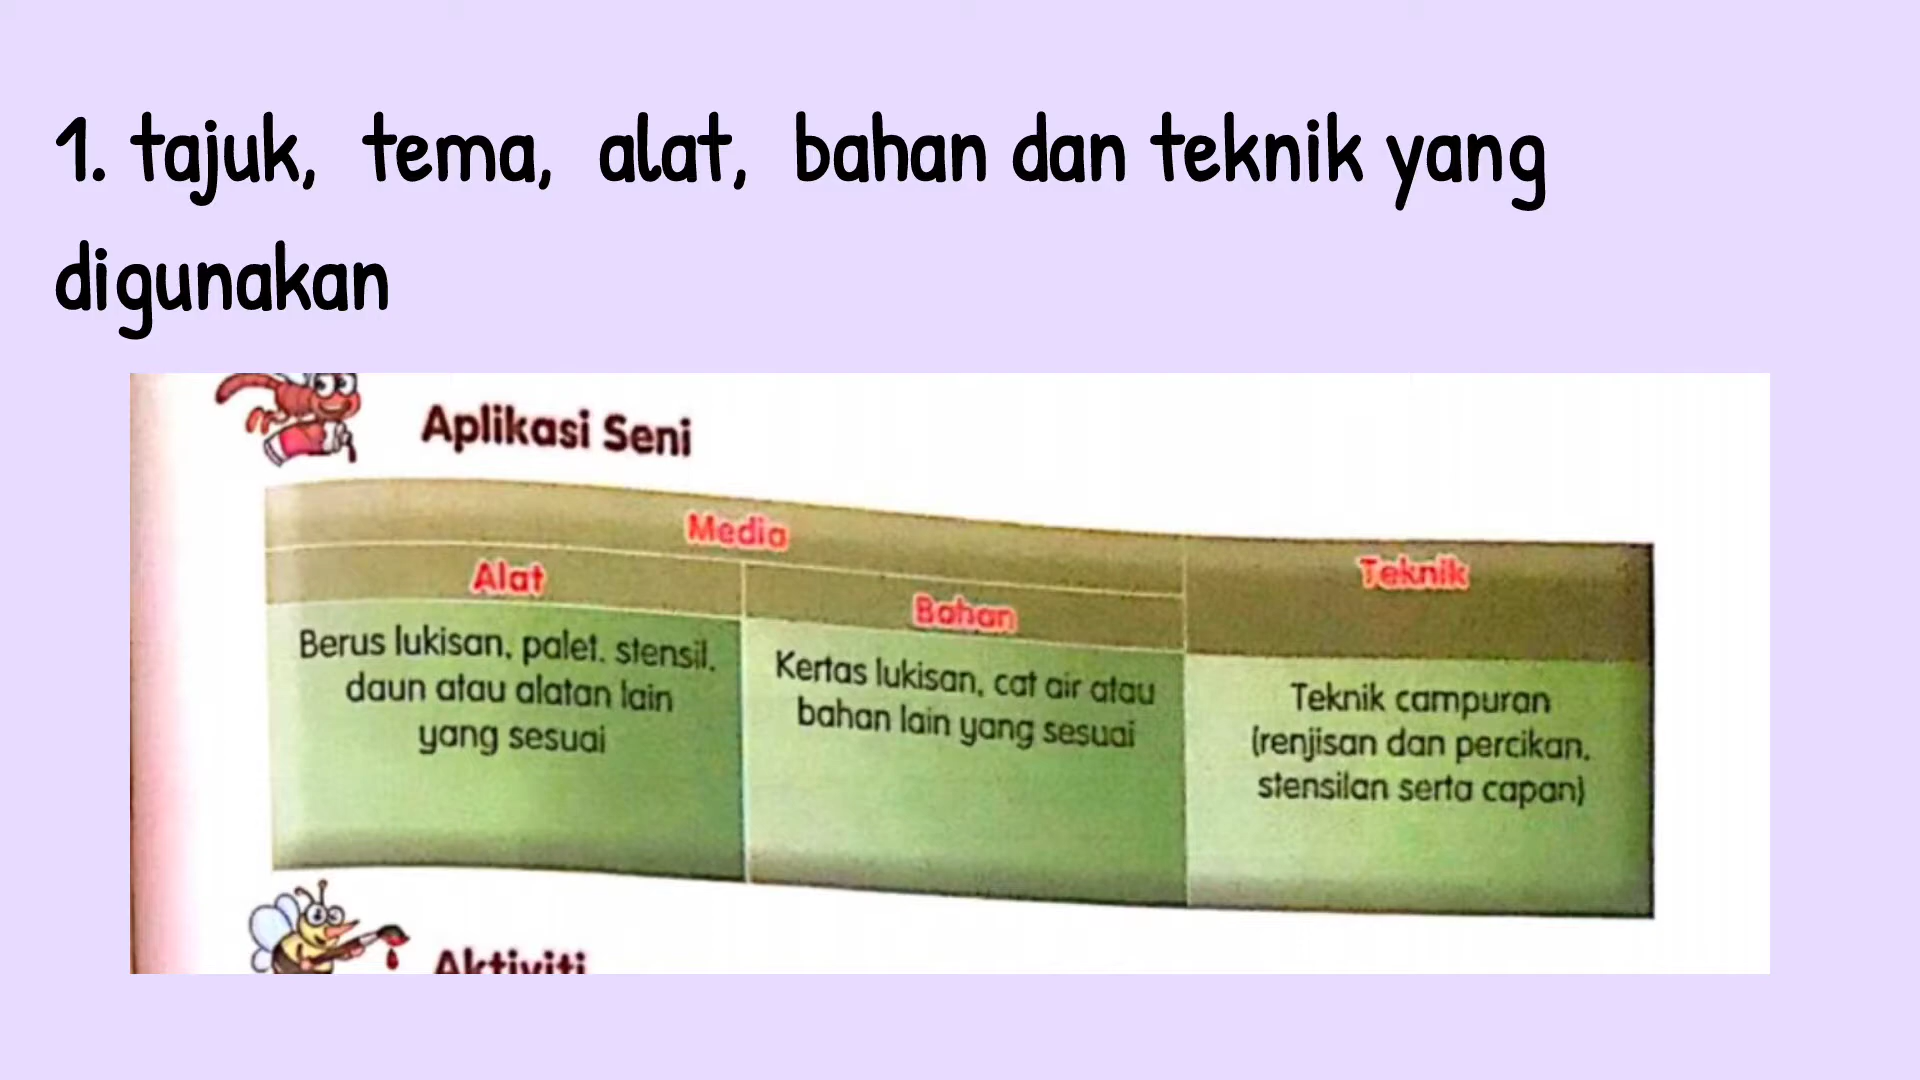 1. tajuk, tema, alat, bahan dan teknik yang
digunakan
Aplikasi Seni
Media
Alat
Bahan
Teknik
Berus lukisan, palet, stensil,
daun atau alatan lain
yang sesuai
Kertas lukisan, cat air atau
bahan lain yang sesuai
Teknik campuran
(renjisan dan percikan,
stensilan serta capan)
Aktiviti